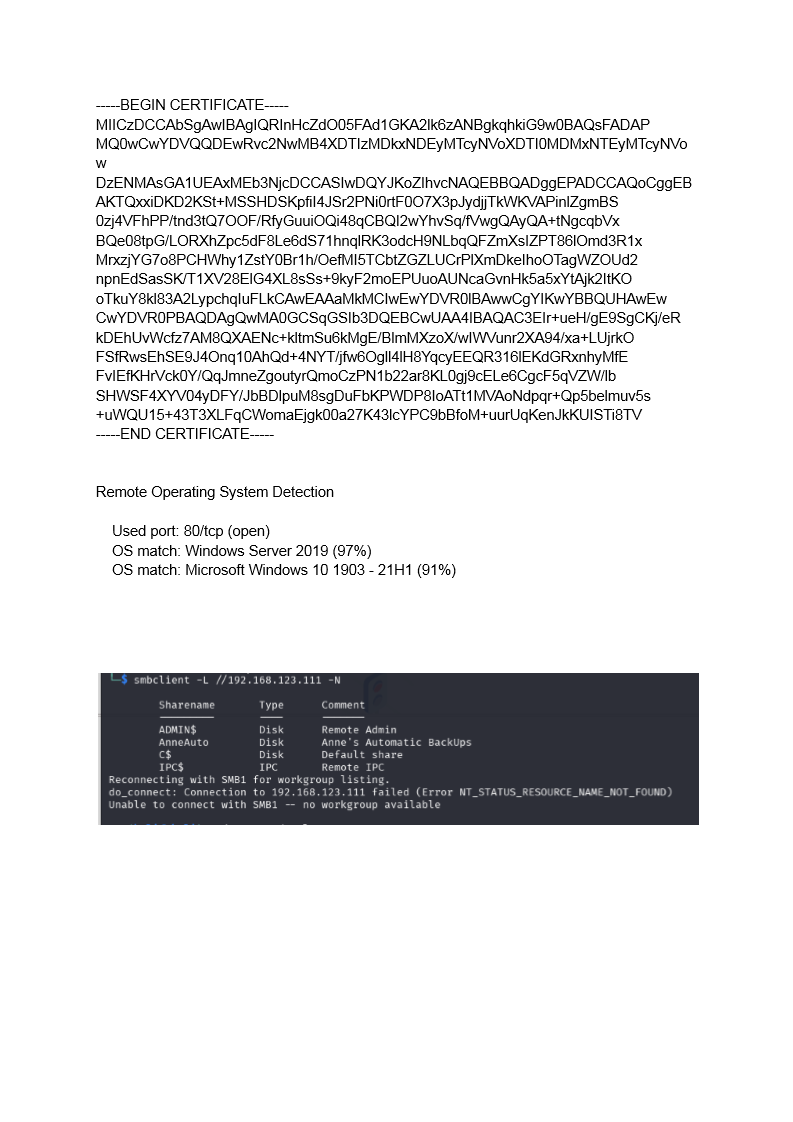 -----BEGIN CERTIFICATE-----
MIICzDCCAbSgAwIBAgIQRInHcZdO05FAd1GKA2lk6zANBgkqhkiG9w0BAQsFADAP
MQ0wCwYDVQQDEwRvc2NwMB4XDTIzMDkxNDEyMTcyNVoXDTI0MDMxNTEyMTcyNVo
w
DzENMAsGA1UEAxMEb3NjcDCCASIwDQYJKoZIhvcNAQEBBQADggEPADCCAQoCggEB
AKTQxxiDKD2KSt+MSSHDSKpfiI4JSr2PNi0rtF0O7X3pJydjjTkWKVAPinIZgmBS
0zj4VFhPP/tnd3tQ7OOF/RfyGuuiOQi48qCBQI2wYhvSq/fVwgQAyQA+tNgcqbVx
BQe08tpG/LORXhZpc5dF8Le6dS71hnqlRK3odcH9NLbqQFZmXsIZPT86lOmd3R1x
MrxzjYG7o8PCHWhy1ZstY0Br1h/OefMI5TCbtZGZLUCrPlXmDkeIhoOTagWZOUd2
npnEdSasSK/T1XV28EIG4XL8sSs+9kyF2moEPUuoAUNcaGvnHk5a5xYtAjk2ItKO
oTkuY8kl83A2LypchqIuFLkCAwEAAaMkMCIwEwYDVR0lBAwwCgYIKwYBBQUHAwEw
CwYDVR0PBAQDAgQwMA0GCSqGSIb3DQEBCwUAA4IBAQAC3EIr+ueH/gE9SgCKj/eR
kDEhUvWcfz7AM8QXAENc+kltmSu6kMgE/BlmMXzoX/wIWVunr2XA94/xa+LUjrkO
FSfRwsEhSE9J4Onq10AhQd+4NYT/jfw6Ogll4lH8YqcyEEQR316lEKdGRxnhyMfE
FvIEfKHrVck0Y/QqJmneZgoutyrQmoCzPN1b22ar8KL0gj9cELe6CgcF5qVZW/lb
SHWSF4XYV04yDFY/JbBDlpuM8sgDuFbKPWDP8IoATt1MVAoNdpqr+Qp5belmuv5s
+uWQU15+43T3XLFqCWomaEjgk00a27K43lcYPC9bBfoM+uurUqKenJkKUISTi8TV
-----END CERTIFICATE-----
Remote Operating System Detection
Used port: 80/tcp (open)
OS match: Windows Server 2019 (97%)
OS match: Microsoft Windows 10 1903 - 21H1 (91%)
$ smbclient -L //192.168.123.111 -N
Sharename Type Comment
ADMIN$ Disk Remote Admin
AnneAuto Disk Anne's Automatic BackUps
C$ Disk Default share
IPC$ IPC Remote IPC
Reconnecting with SMB1 for workgroup listing.
do_connect: Connection to 192.168.123.111 failed (Error NT_STATUS_RESOURCE_NAME_NOT_FOUND)
Unable to connect with SMB1 -- no workgroup available